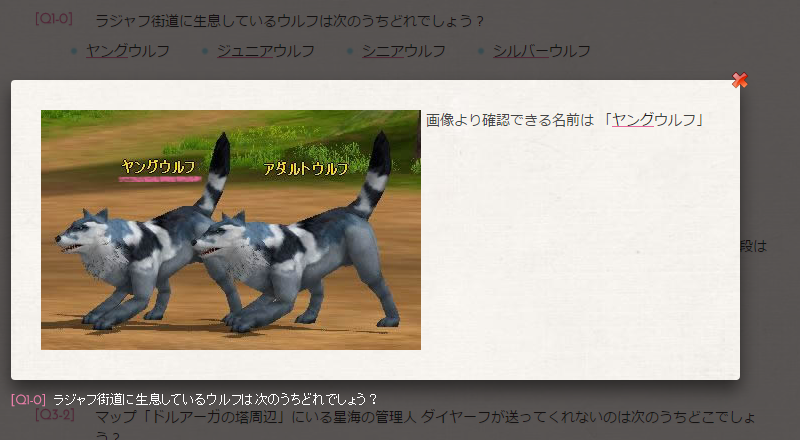 [Q1-0] ラジャフ街道に生息しているウルフは次のうちどれでしょう？
ヤングウルフ ジュニアウルフ シニアウルフ シルバーウルフ
画像より確認できる名前は 「ヤングウルフ」
ヤングウルフ アダルトウルフ
段は
[Q1-0] ラジャフ街道に生息しているウルフは次のうちどれでしょう？
[Q3-2] マップ「ドルアーガの塔周辺」にいる星海の管理人 ダイヤーフが送ってくれないのは次のうちどこでしょ
う？